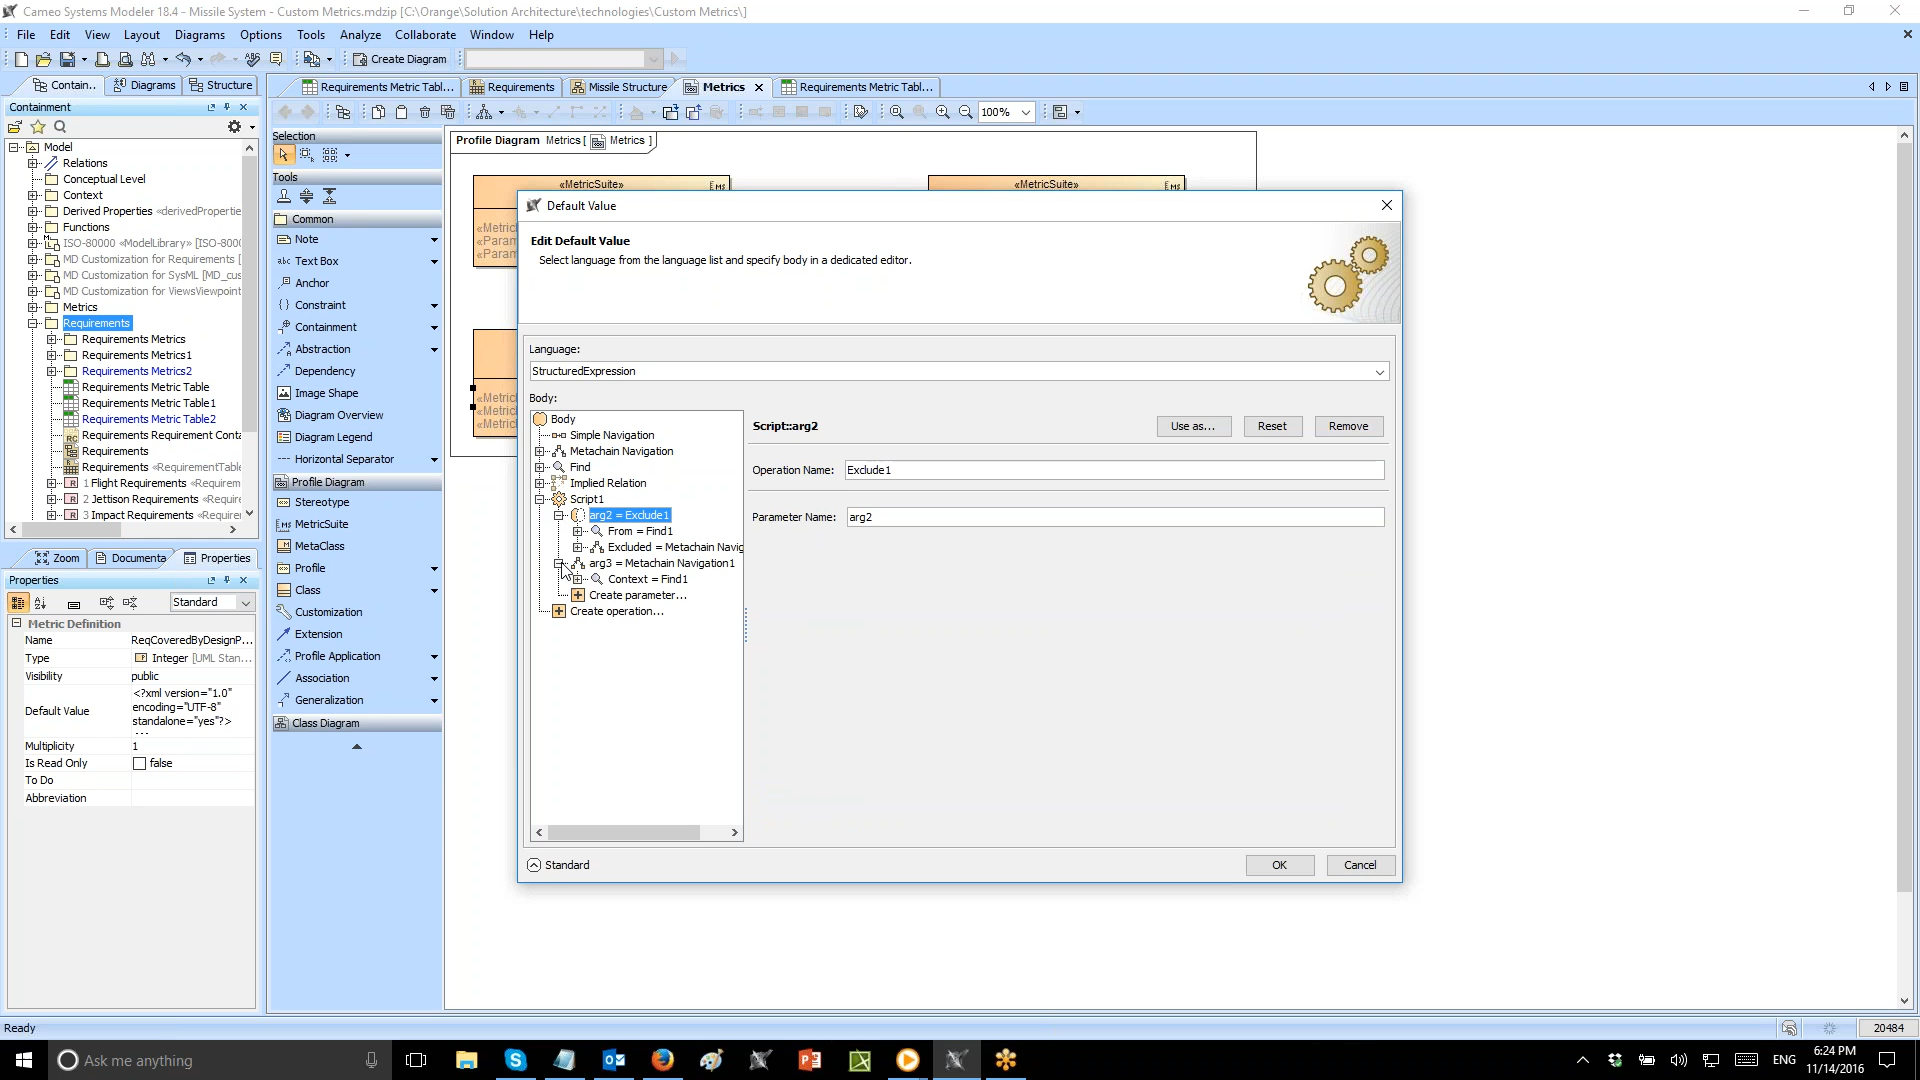 Cameo Systems Modeler 18.4 - Missile System - Custom Metrics.mdzip [C:\Orange\Solution Architecture\technologies\Custom Metrics\]
File Edit View Layout Diagrams Options Tools Analyze Collaborate Window Help
Create Diagram
Contain.. Diagrams Structure
Requirements Metric Tabl... Requirements Missile Structure Metrics Requirements Metric Tabl...
Containment
100%
Model
Relations
Conceptual Level
Context
Derived Properties «derivedPropertie
Functions
ISO-80000 «ModelLibrary» [ISO-800
MD Customization for Requirements [
MD Customization for SysML [MD_cus
MD Customization for ViewsViewpoint
Metrics
Requirements
Requirements Metrics
Requirements Metrics1
Requirements Metrics2
Requirements Metric Table
Requirements Metric Table1
Requirements Metric Table2
Requirements Requirement Conta
Requirements
Requirements «RequirementTable
1 Flight Requirements «Require
2 Jettison Requirements «Require
3 Impact Requirements «Require
Zoom Documenta Properties
Properties
Standard
Metric Definition
Name ReqCoveredByDesignP...
Type Integer [UML Stan...
Visibility public
Default Value
<?xml version="1.0"
encoding="UTF-8"
standalone="yes"?>
...
Multiplicity 1
Is Read Only false
To Do
Abbreviation
Selection
Tools
Common
Note
Text Box
Anchor
Constraint
Containment
Abstraction
Dependency
Image Shape
Diagram Overview
Diagram Legend
Horizontal Separator
Profile Diagram
Stereotype
MetricSuite
MetaClass
Profile
Class
Customization
Extension
Profile Application
Association
Generalization
Class Diagram
Profile Diagram Metrics [ Metrics ]
«MetricSuite» «MetricSuite»
«Metric
«Param
«Param
«Metric
«Metric
«Metric
Default Value
Edit Default Value
Select language from the language list and specify body in a dedicated editor.
Language:
StructuredExpression
Body:
Body
Simple Navigation
Metachain Navigation
Find
Implied Relation
Script1
arg2 = Exclude1
From = Find1
Excluded = Metachain Navig
arg3 = Metachain Navigation1
Context = Find1
Create parameter...
Create operation...
Script::arg2
Use as... Reset Remove
Operation Name: Exclude1
Parameter Name: arg2
Standard
OK Cancel
Ready
20484
Ask me anything
ENG
6:24 PM
11/14/2016